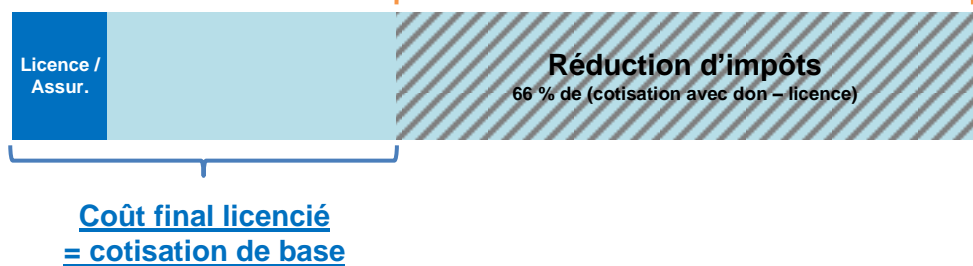 Licence /
Assur.
Réduction d’impôts
66 % de (cotisation avec don – licence)
Coût final licencié
= cotisation de base